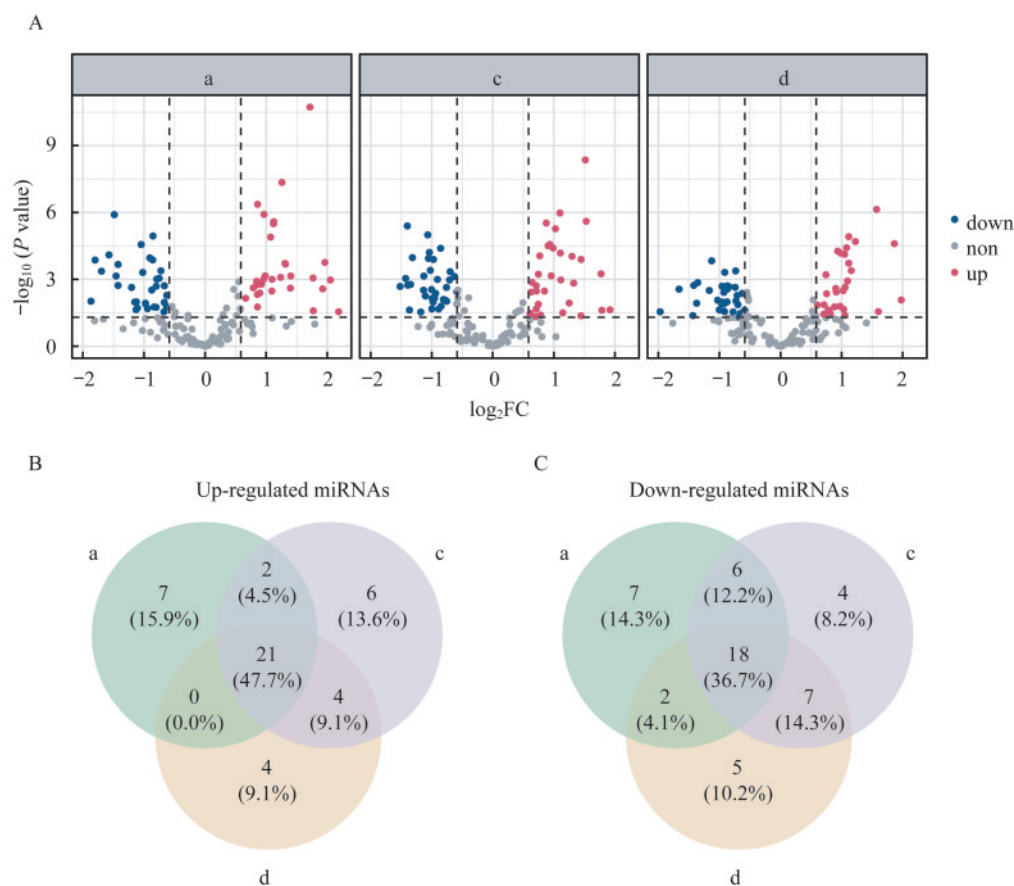 A
a
c
d
9
6
3
0
−log₁₀ (P value)
−2 −1 0 1 2
−2 −1 0 1 2
−2 −1 0 1 2
log₂FC
down
non
up
B
Up-regulated miRNAs
a
c
7
(15.9%)
2
(4.5%)
6
(13.6%)
21
(47.7%)
0
(0.0%)
4
(9.1%)
4
(9.1%)
d
C
Down-regulated miRNAs
a
c
7
(14.3%)
6
(12.2%)
4
(8.2%)
18
(36.7%)
2
(4.1%)
7
(14.3%)
5
(10.2%)
d